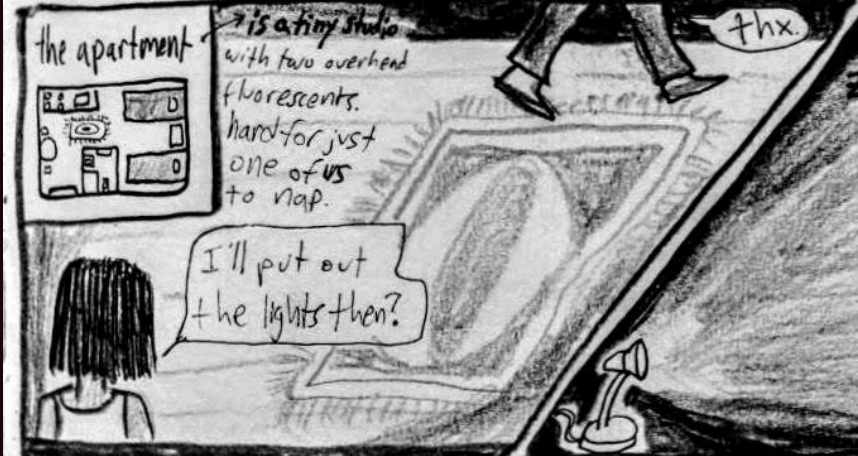 the apartment
is a tiny studio
with two overhead
fluorescents.
hard for just
one of us
to nap.
thx.
I'll put out
the lights then?